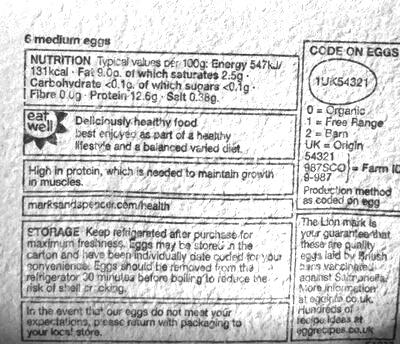 6 medium eggs
NUTRITION Typical values per 100g: Energy 547kJ/
131kcal · Fat 9.0g, of which saturates 2.5g ·
Carbohydrate <0.1g, of which sugars <0.1g ·
Fibre 0.0g · Protein 12.6g · Salt 0.38g.
eat
well
Deliciously healthy food
best enjoyed as part of a healthy
lifestyle and a balanced varied diet.
High in protein, which is needed to maintain growth
in muscles.
marksandspencer.com/health
STORAGE Keep refrigerated after purchase for
maximum freshness. Eggs may be stored in the
carton and have been individually date coded for your
convenience. Eggs should be removed from the
refrigerator 30 minutes before boiling to reduce the
risk of shell cracking.
In the event that our eggs do not meet your
expectations, please return with packaging to
your local store.
CODE ON EGGS
1UK54321
0 = Organic
1 = Free Range
2 = Barn
UK = Origin
54321
987SCO = Farm ID
9-987
Production method
as coded on egg
The Lion mark is
your guarantee that
these are quality
eggs laid by British
hens vaccinated
against Salmonella.
More information
at egginfo.co.uk.
Hundreds of
recipe ideas at
eggrecipes.co.uk